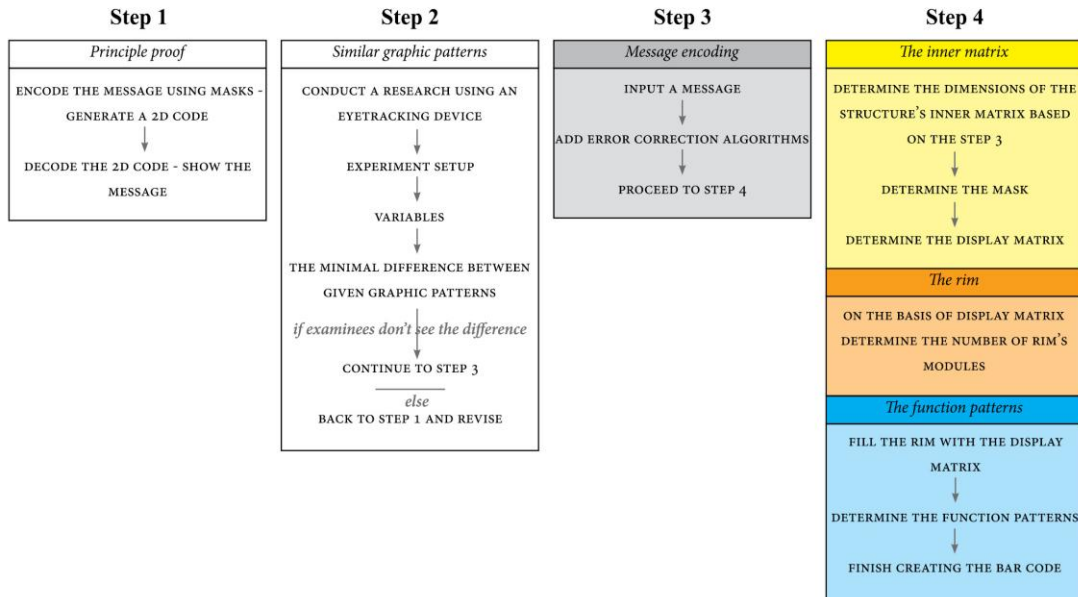 Step 1
Principle proof
ENCODE THE MESSAGE USING MASKS -
GENERATE A 2D CODE
DECODE THE 2D CODE - SHOW THE
MESSAGE
Step 2
Similar graphic patterns
CONDUCT A RESEARCH USING AN
EYETRACKING DEVICE
EXPERIMENT SETUP
VARIABLES
THE MINIMAL DIFFERENCE BETWEEN
GIVEN GRAPHIC PATTERNS
if examinees don't see the difference
CONTINUE TO STEP 3
else
BACK TO STEP 1 AND REVISE
Step 3
Message encoding
INPUT A MESSAGE
ADD ERROR CORRECTION ALGORITHMS
PROCEED TO STEP 4
Step 4
The inner matrix
DETERMINE THE DIMENSIONS OF THE
STRUCTURE'S INNER MATRIX BASED
ON THE STEP 3
DETERMINE THE MASK
DETERMINE THE DISPLAY MATRIX
The rim
ON THE BASIS OF DISPLAY MATRIX
DETERMINE THE NUMBER OF RIM'S
MODULES
The function patterns
FILL THE RIM WITH THE DISPLAY
MATRIX
DETERMINE THE FUNCTION PATTERNS
FINISH CREATING THE BAR CODE